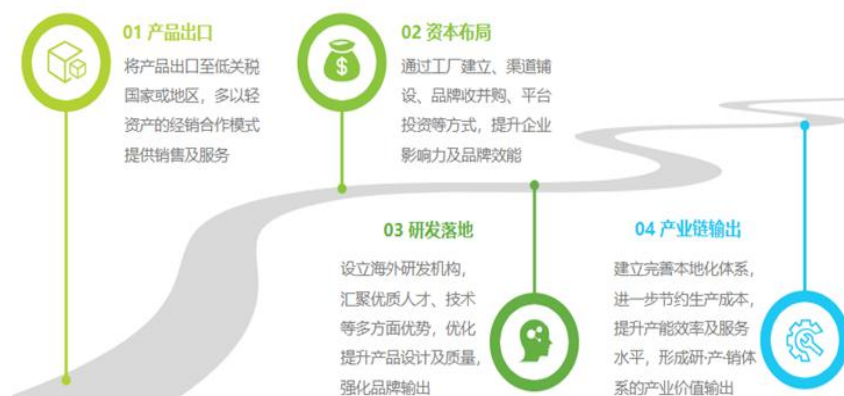 01 产品出口
将产品出口至低关税
国家或地区，多以轻
资产的经销合作模式
提供销售及服务
02 资本布局
通过工厂建立、渠道铺
设、品牌收并购、平台
投资等方式，提升企业
影响力及品牌效能
03 研发落地
设立海外研发机构，
汇聚优质人才、技术
等多方面优势，优化
提升产品设计及质量，
强化品牌输出
04 产业链输出
建立完善本地化体系，
进一步节约生产成本，
提升产能效率及服务
水平，形成研·产·销体
系的产业价值输出